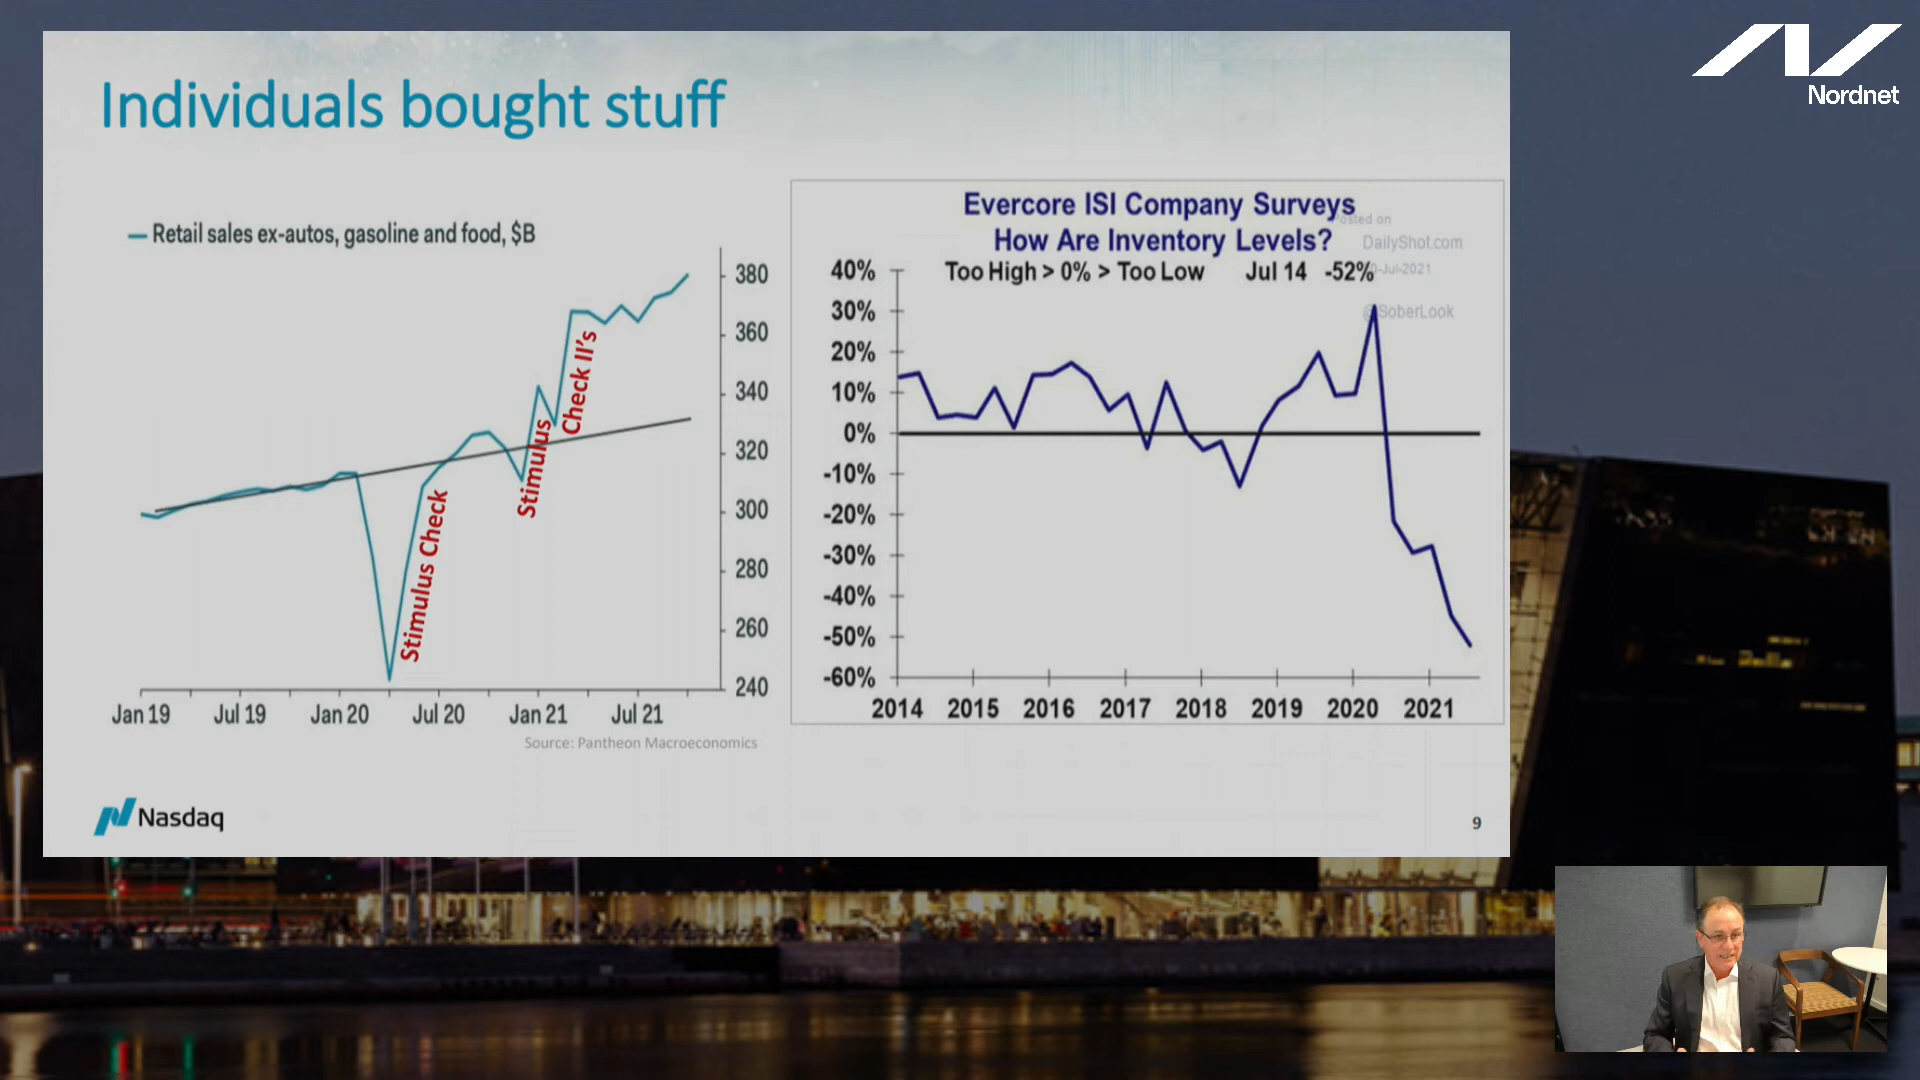 Nordnet
Individuals bought stuff
Retail sales ex-autos, gasoline and food, $B
380
360
340
320
300
280
260
240
Stimulus Check
Stimulus
Check II's
Jan 19 Jul 19 Jan 20 Jul 20 Jan 21 Jul 21
Source: Pantheon Macroeconomics
Evercore ISI Company Surveys
How Are Inventory Levels?
Too High > 0% > Too Low Jul 14 -52%
Posted on
DailyShot.com
-Jul-2021
@SoberLook
40%
30%
20%
10%
0%
-10%
-20%
-30%
-40%
-50%
-60%
2014 2015 2016 2017 2018 2019 2020 2021
Nasdaq
9